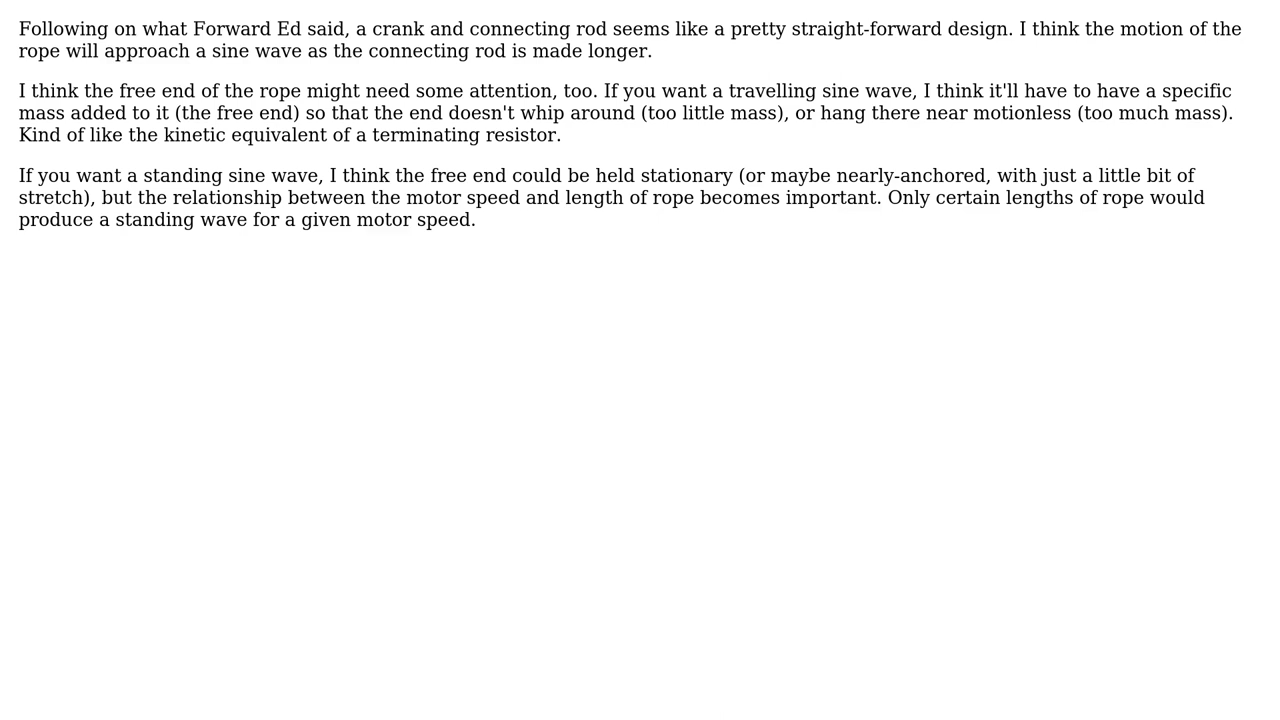 Following on what Forward Ed said, a crank and connecting rod seems like a pretty straight-forward design. I think the motion of the
rope will approach a sine wave as the connecting rod is made longer.
I think the free end of the rope might need some attention, too. If you want a travelling sine wave, I think it'll have to have a specific
mass added to it (the free end) so that the end doesn't whip around (too little mass), or hang there near motionless (too much mass).
Kind of like the kinetic equivalent of a terminating resistor.
If you want a standing sine wave, I think the free end could be held stationary (or maybe nearly-anchored, with just a little bit of
stretch), but the relationship between the motor speed and length of rope becomes important. Only certain lengths of rope would
produce a standing wave for a given motor speed.